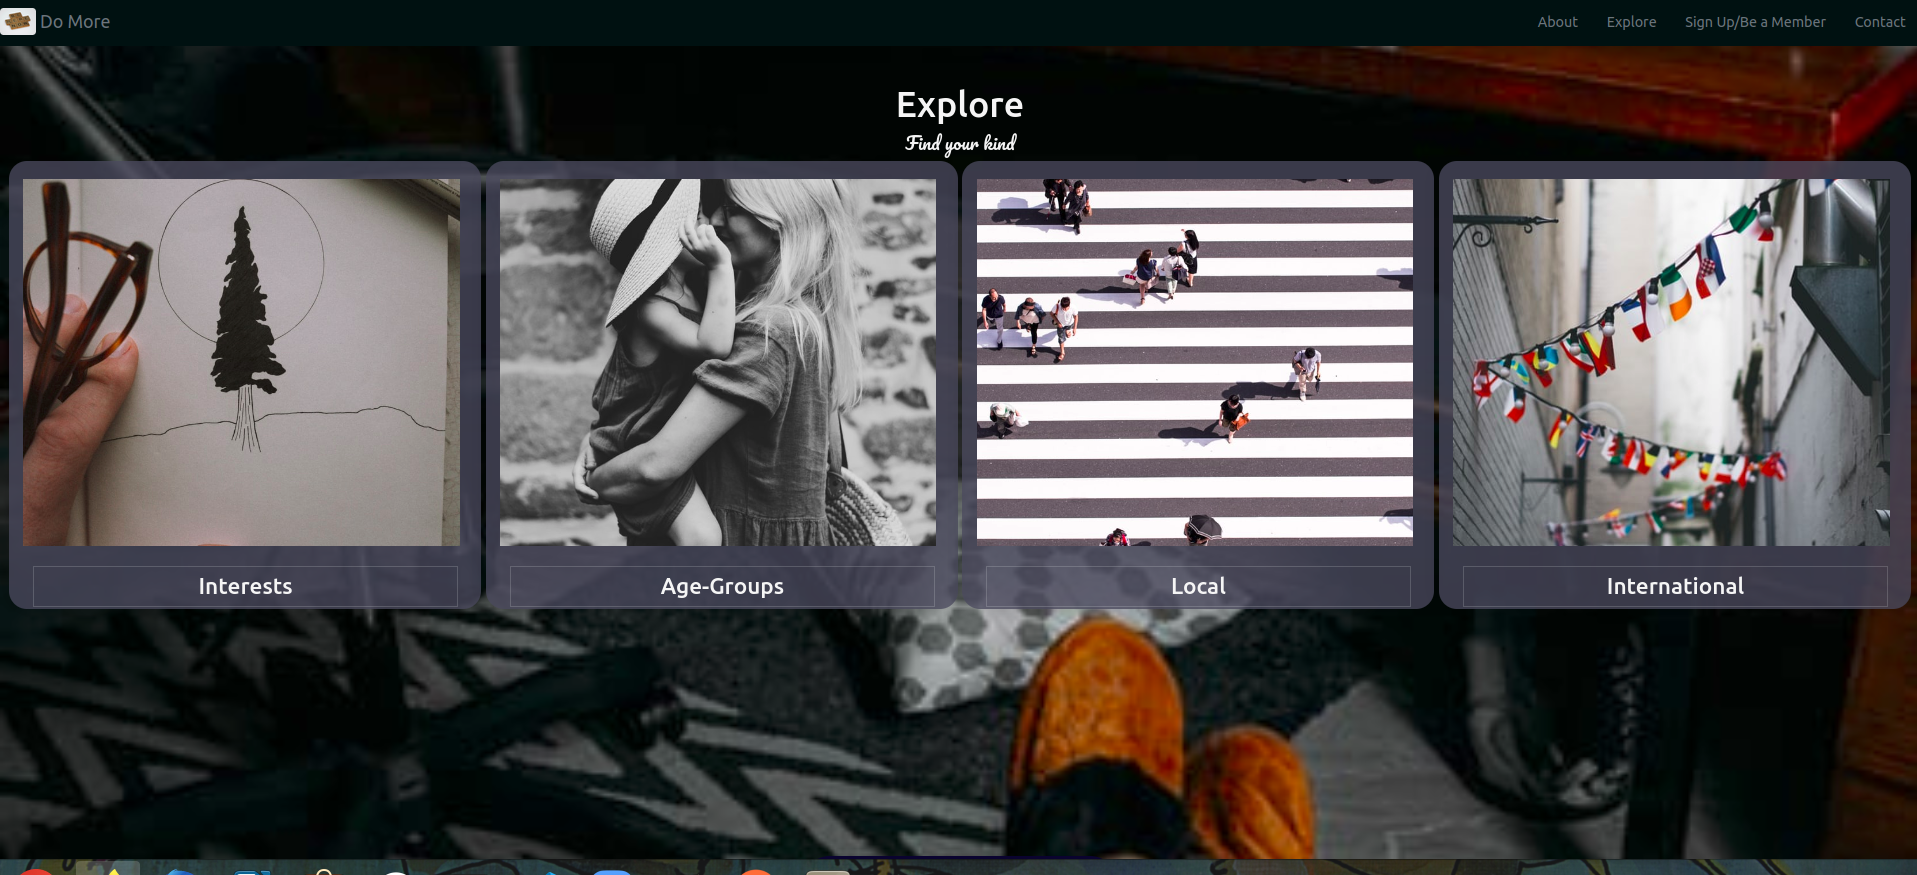 Do More
About Explore Sign Up/Be a Member Contact
Explore
Find your kind
Interests
Age-Groups
Local
International